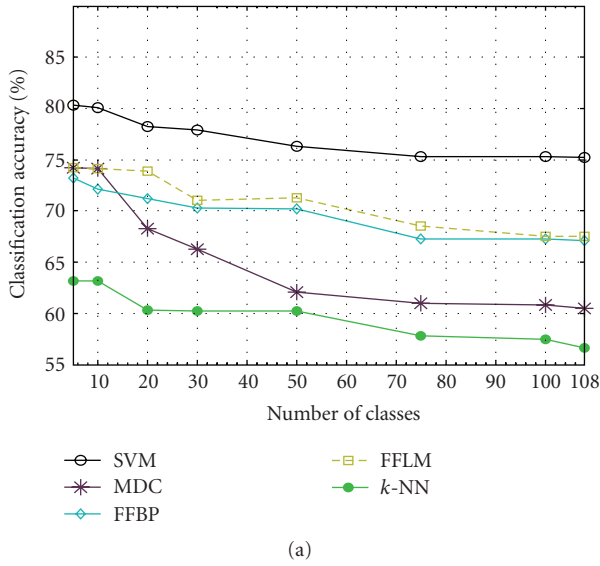 85
80
75
70
65
60
55
Classification accuracy (%)
10 20 30 40 50 60 70 80 90 100 108
Number of classes
SVM
MDC
FFBP
FFLM
k-NN
(a)